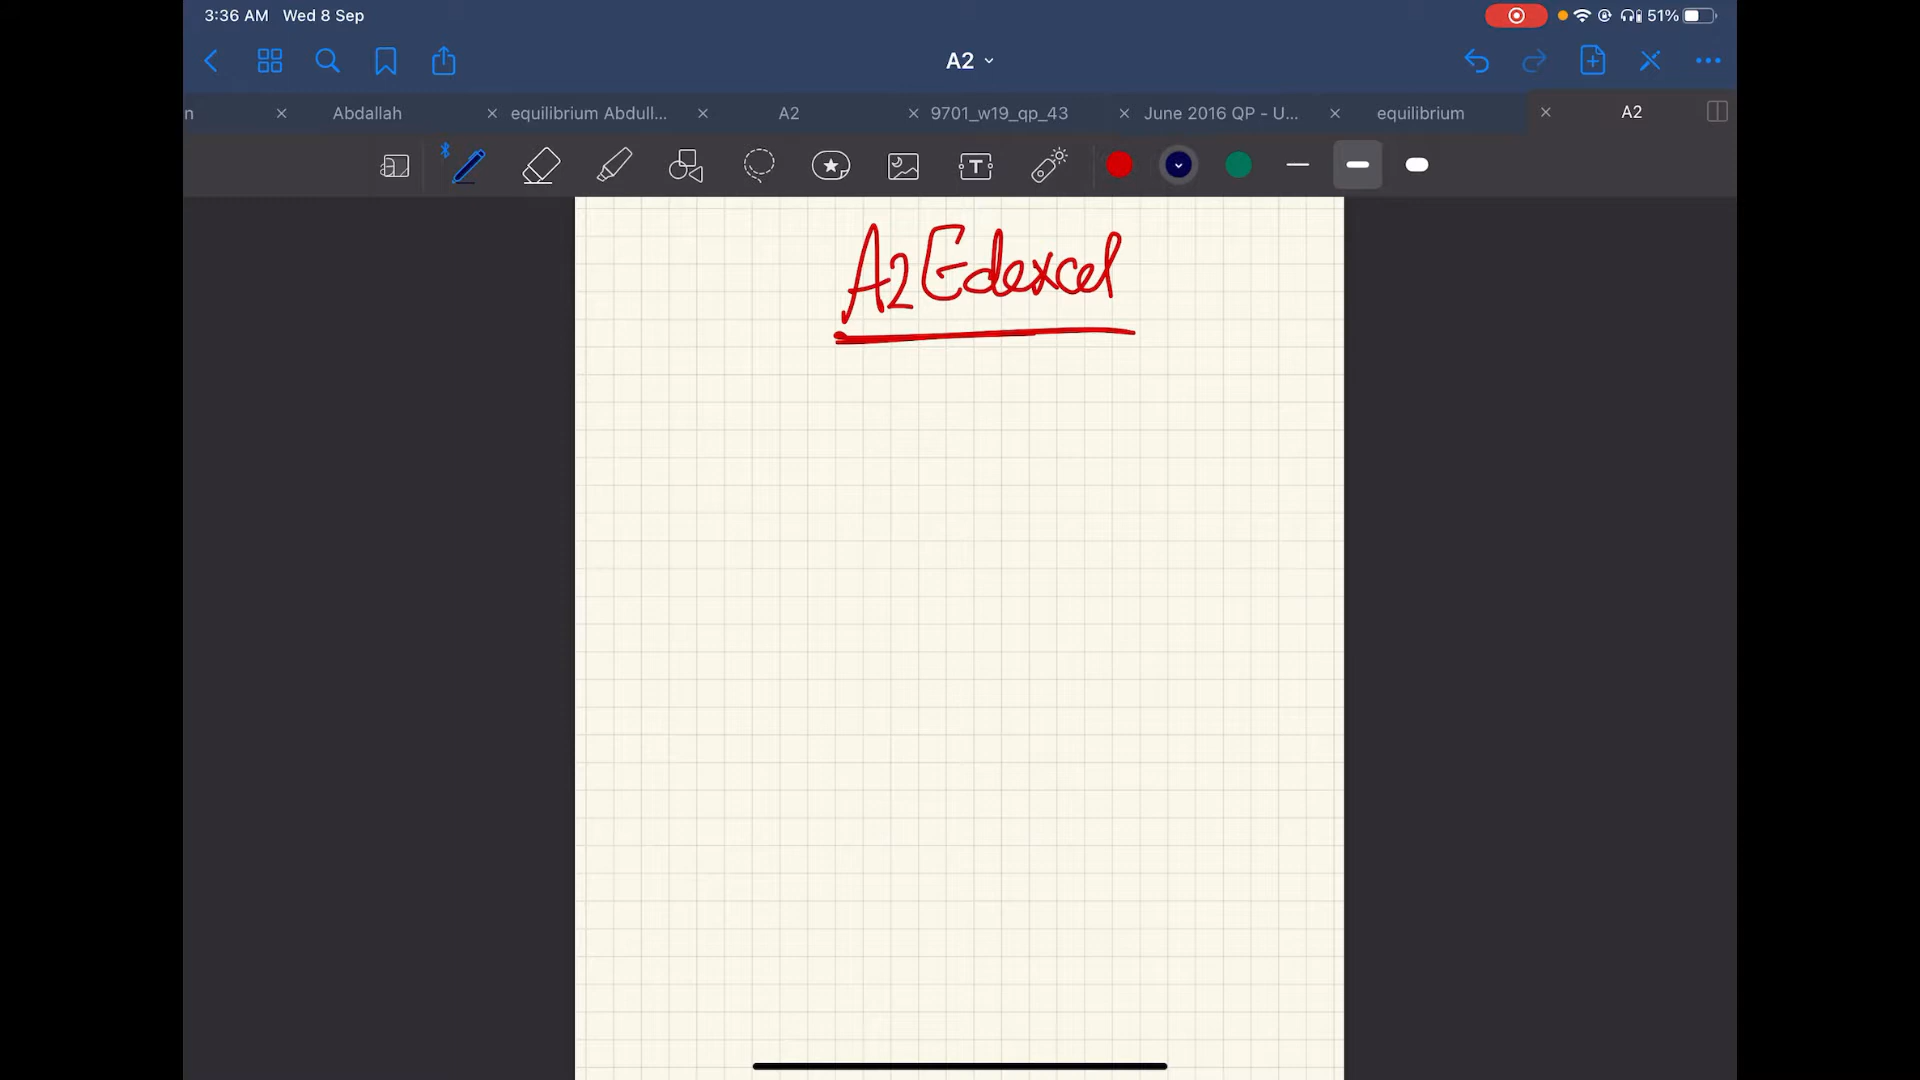 3:36 AM Wed 8 Sep 51%
A2
n Abdallah equilibrium Abdull... A2 9701_w19_qp_43 June 2016 QP - U... equilibrium A2
T
A2 Edexcel